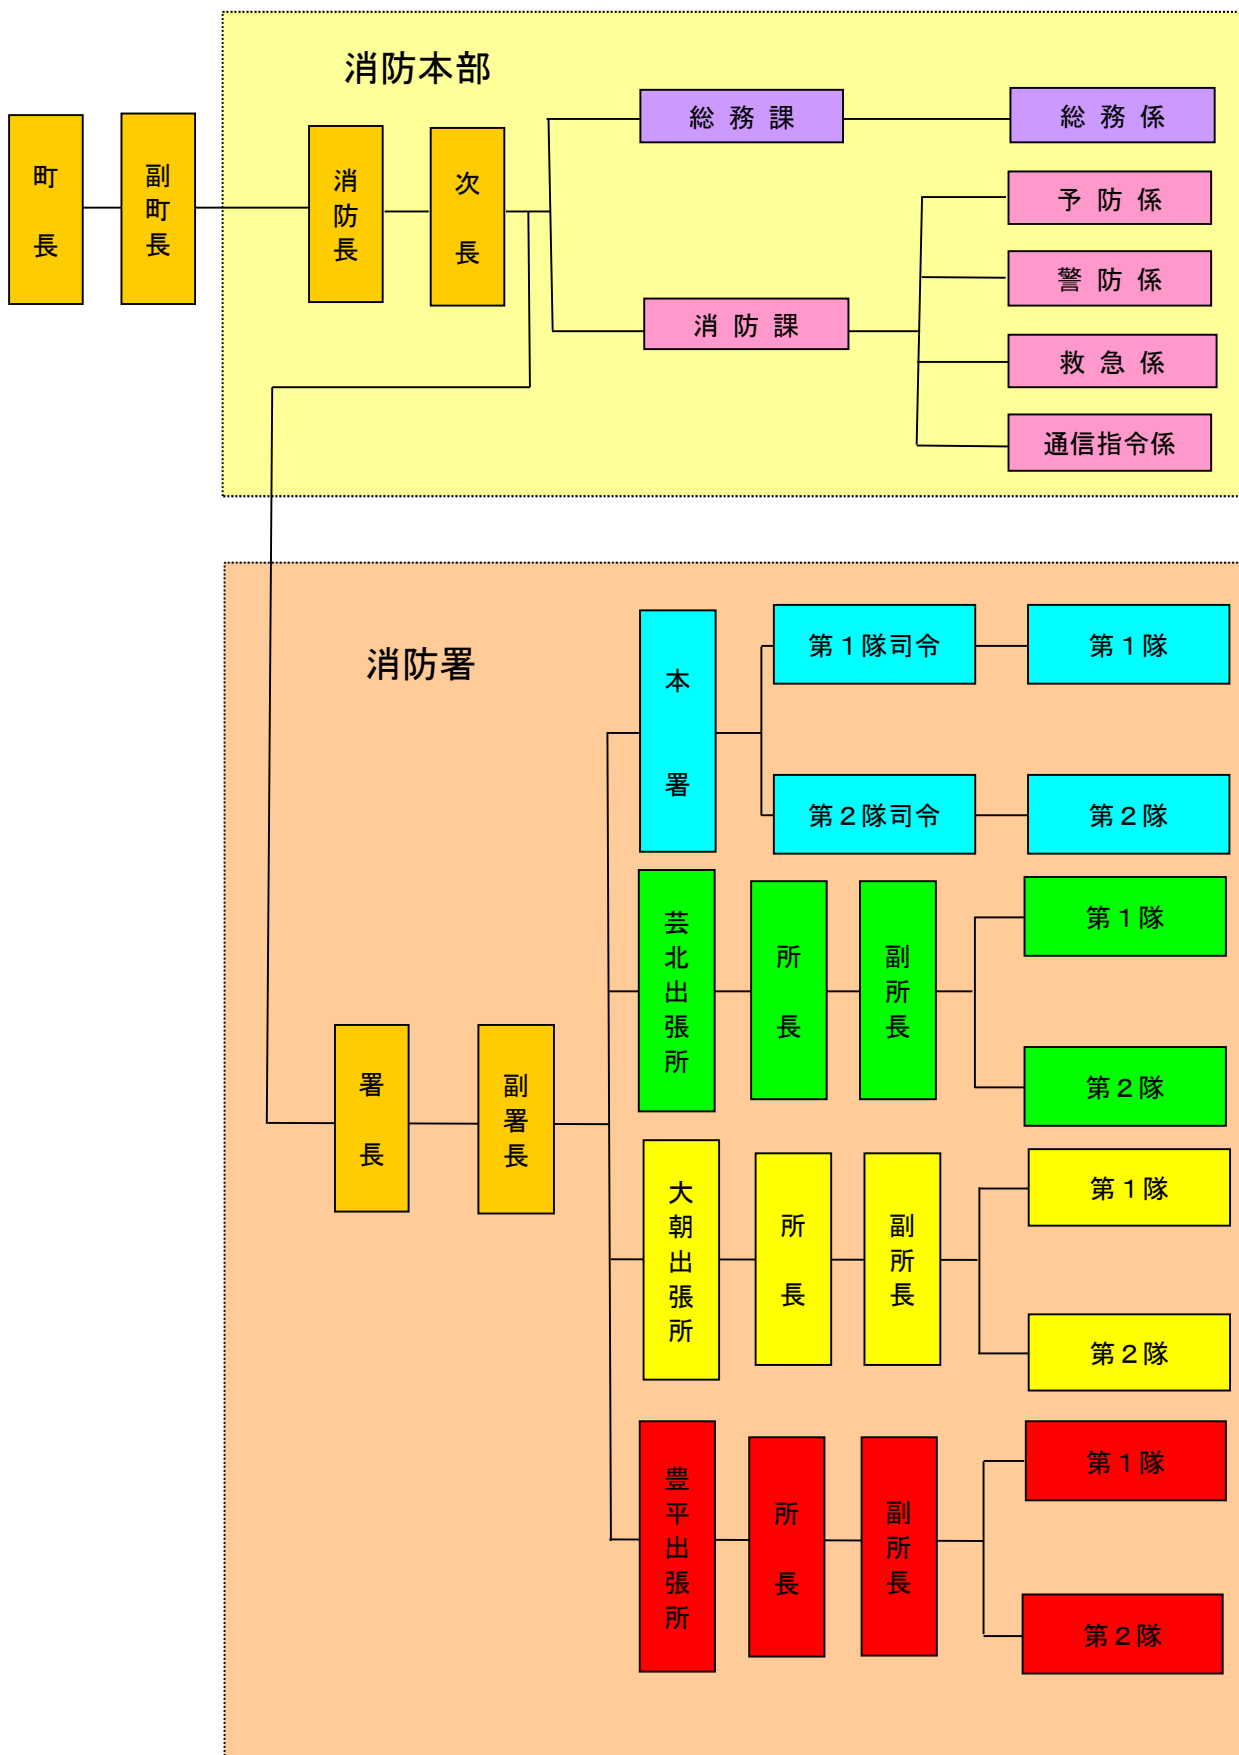 消防本部
町長
副町長
消防長
次長
総務課
総務係
予防係
警防係
消防課
救急係
通信指令係
消防署
本署
第１隊司令
第１隊
第２隊司令
第２隊
芸北出張所
所長
副所長
第１隊
第２隊
署長
副署長
大朝出張所
所長
副所長
第１隊
第２隊
豊平出張所
所長
副所長
第１隊
第２隊